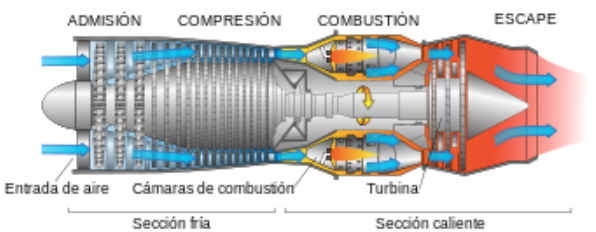 ADMISIÓN COMPRESIÓN COMBUSTIÓN ESCAPE
Entrada de aire Cámaras de combustión Turbina
Sección fría Sección caliente